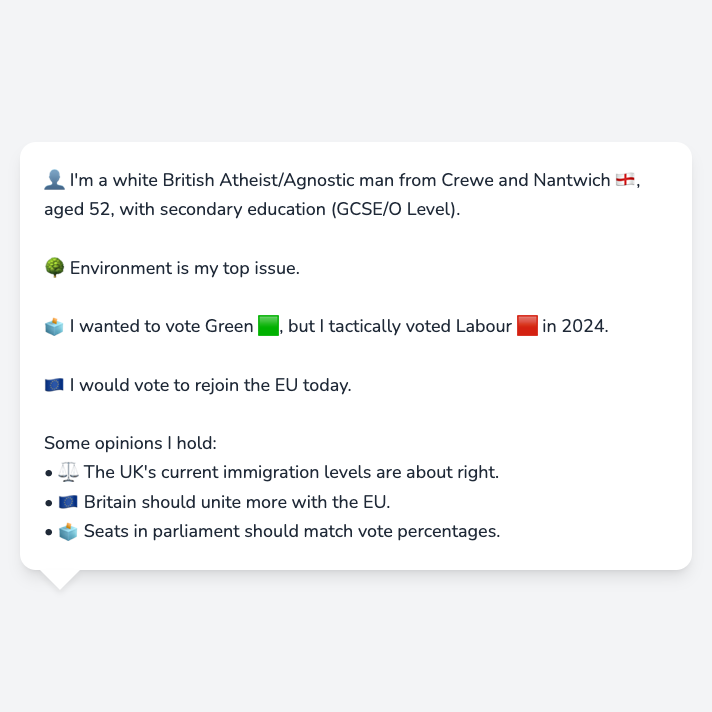 👤 I'm a white British Atheist/Agnostic man from Crewe and Nantwich 🏴󠁧󠁢󠁥󠁮󠁧󠁿,
aged 52, with secondary education (GCSE/O Level).
🌳 Environment is my top issue.
🗳️ I wanted to vote Green 🟩, but I tactically voted Labour 🟥 in 2024.
🇪🇺 I would vote to rejoin the EU today.
Some opinions I hold:
• ⚖️ The UK's current immigration levels are about right.
• 🇪🇺 Britain should unite more with the EU.
• 🗳️ Seats in parliament should match vote percentages.